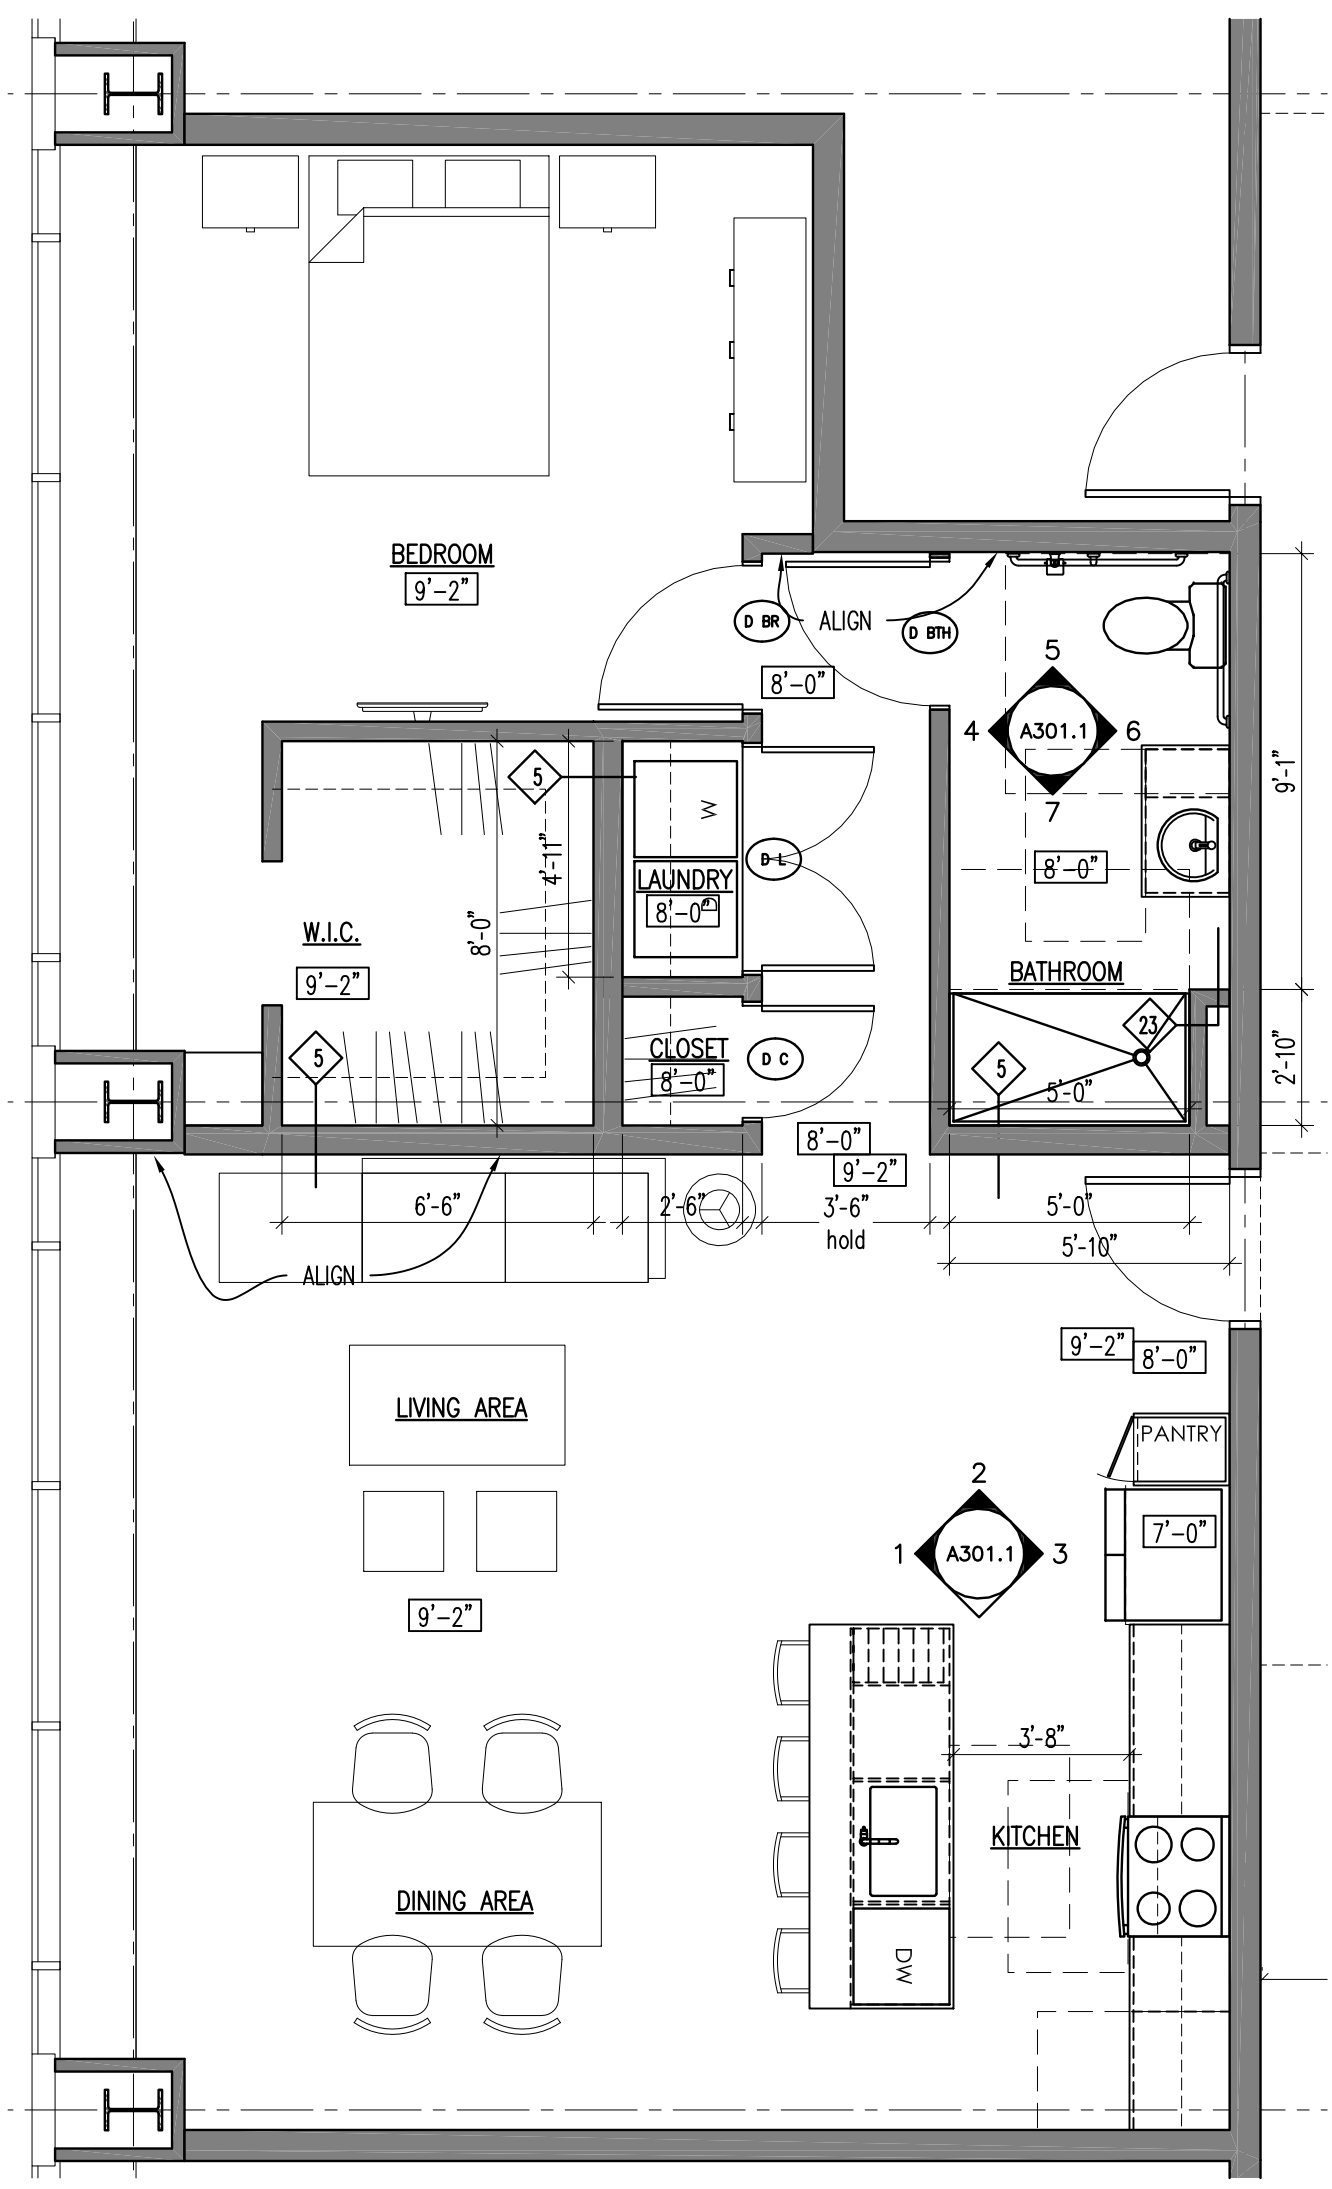 BEDROOM
9'-2"
D BR
ALIGN
D BTH
8'-0"
5
4
A301.1
6
7
9'-1"
5
W
4'-11"
D L
8'-0"
LAUNDRY
8'-0"
D
8'-0"
W.I.C.
9'-2"
BATHROOM
23
2'-10"
5
CLOSET
8'-0"
D C
5
5'-0"
8'-0"
9'-2"
6'-6"
2'-6"
3'-6"
hold
5'-0"
5'-10"
ALIGN
9'-2"
8'-0"
LIVING AREA
PANTRY
2
1
A301.1
3
7'-0"
9'-2"
3'-8"
KITCHEN
DINING AREA
DW